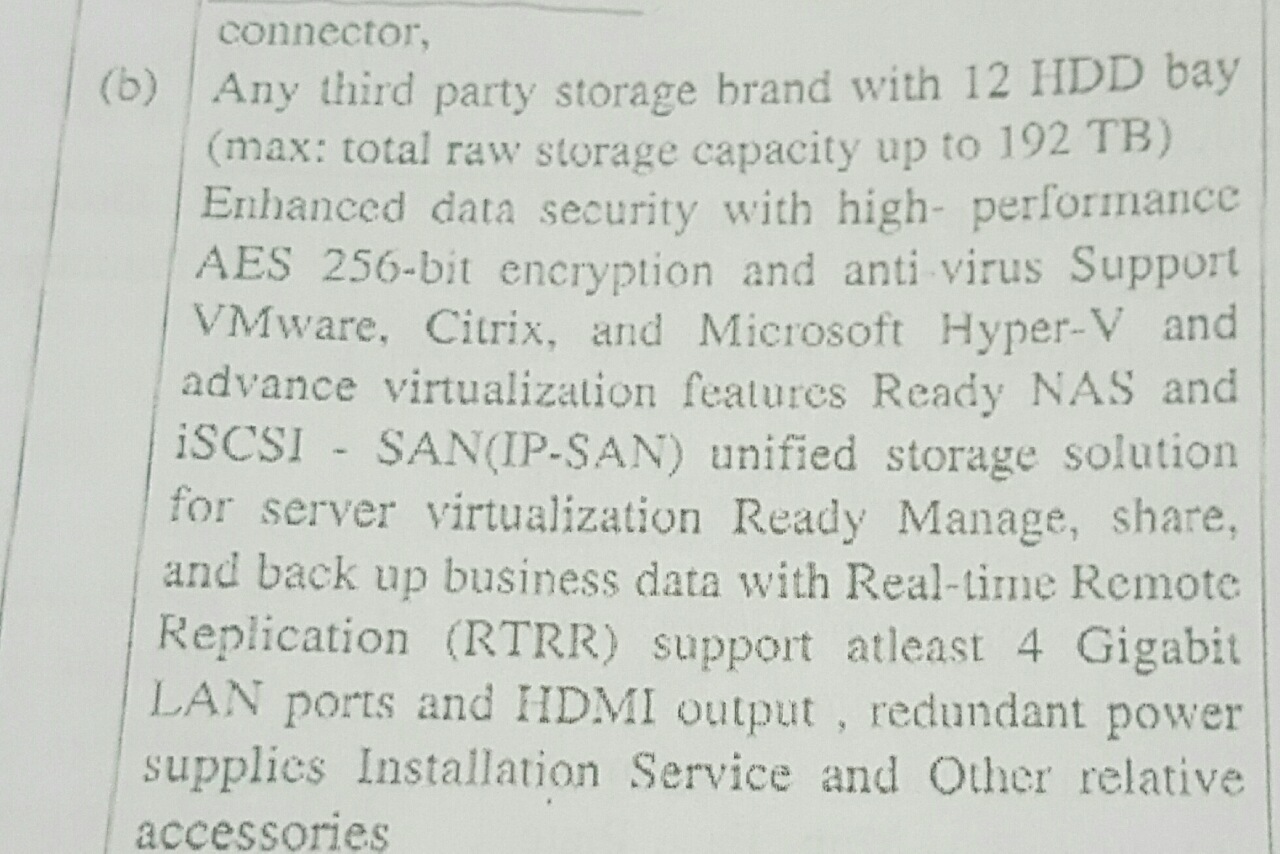 connector,
(b) Any third party storage brand with 12 HDD bay
(max: total raw storage capacity up to 192 TB)
Enhanced data security with high- performance
AES 256-bit encryption and anti-virus Support
VMware, Citrix, and Microsoft Hyper-V and
advance virtualization features Ready NAS and
iSCSI - SAN(IP-SAN) unified storage solution
for server virtualization Ready Manage, share,
and back up business data with Real-time Remote
Replication (RTRR) support atleast 4 Gigabit
LAN ports and HDMI output , redundant power
supplies Installation Service and Other relative
accessories